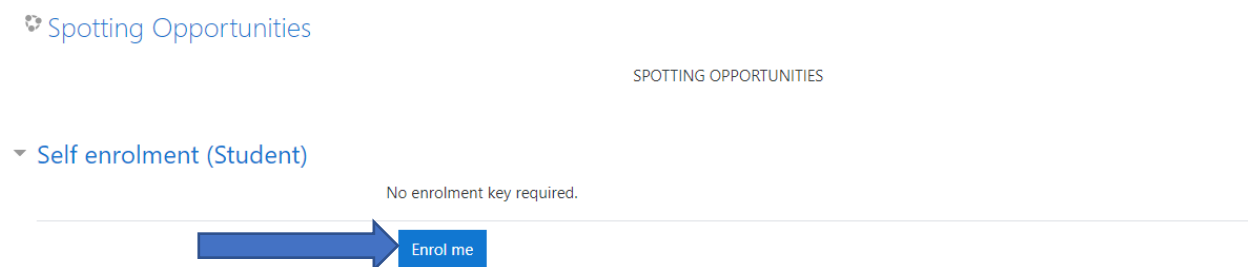 Spotting Opportunities
SPOTTING OPPORTUNITIES
Self enrolment (Student)
No enrolment key required.
Enrol me